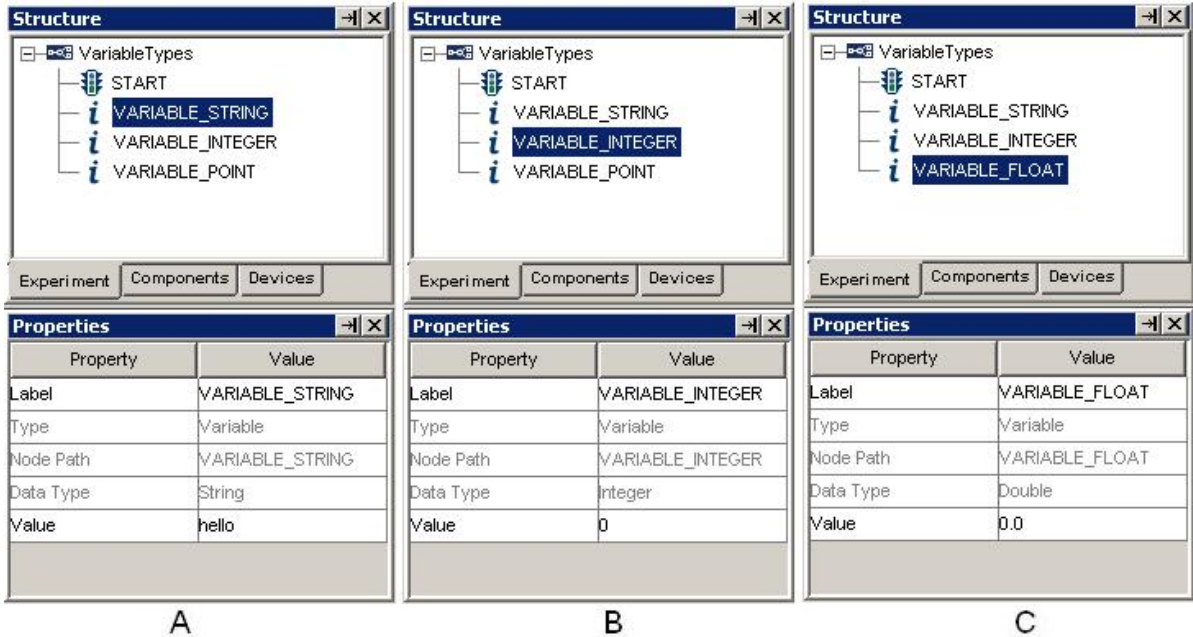 Structure
VariableTypes
START
VARIABLE_STRING
VARIABLE_INTEGER
VARIABLE_POINT
Experiment Components Devices
Properties
Property Value
Label VARIABLE_STRING
Type Variable
Node Path VARIABLE_STRING
Data Type String
Value hello
A
Structure
VariableTypes
START
VARIABLE_STRING
VARIABLE_INTEGER
VARIABLE_POINT
Experiment Components Devices
Properties
Property Value
Label VARIABLE_INTEGER
Type Variable
Node Path VARIABLE_INTEGER
Data Type Integer
Value 0
B
Structure
VariableTypes
START
VARIABLE_STRING
VARIABLE_INTEGER
VARIABLE_FLOAT
Experiment Components Devices
Properties
Property Value
Label VARIABLE_FLOAT
Type Variable
Node Path VARIABLE_FLOAT
Data Type Double
Value 0.0
C